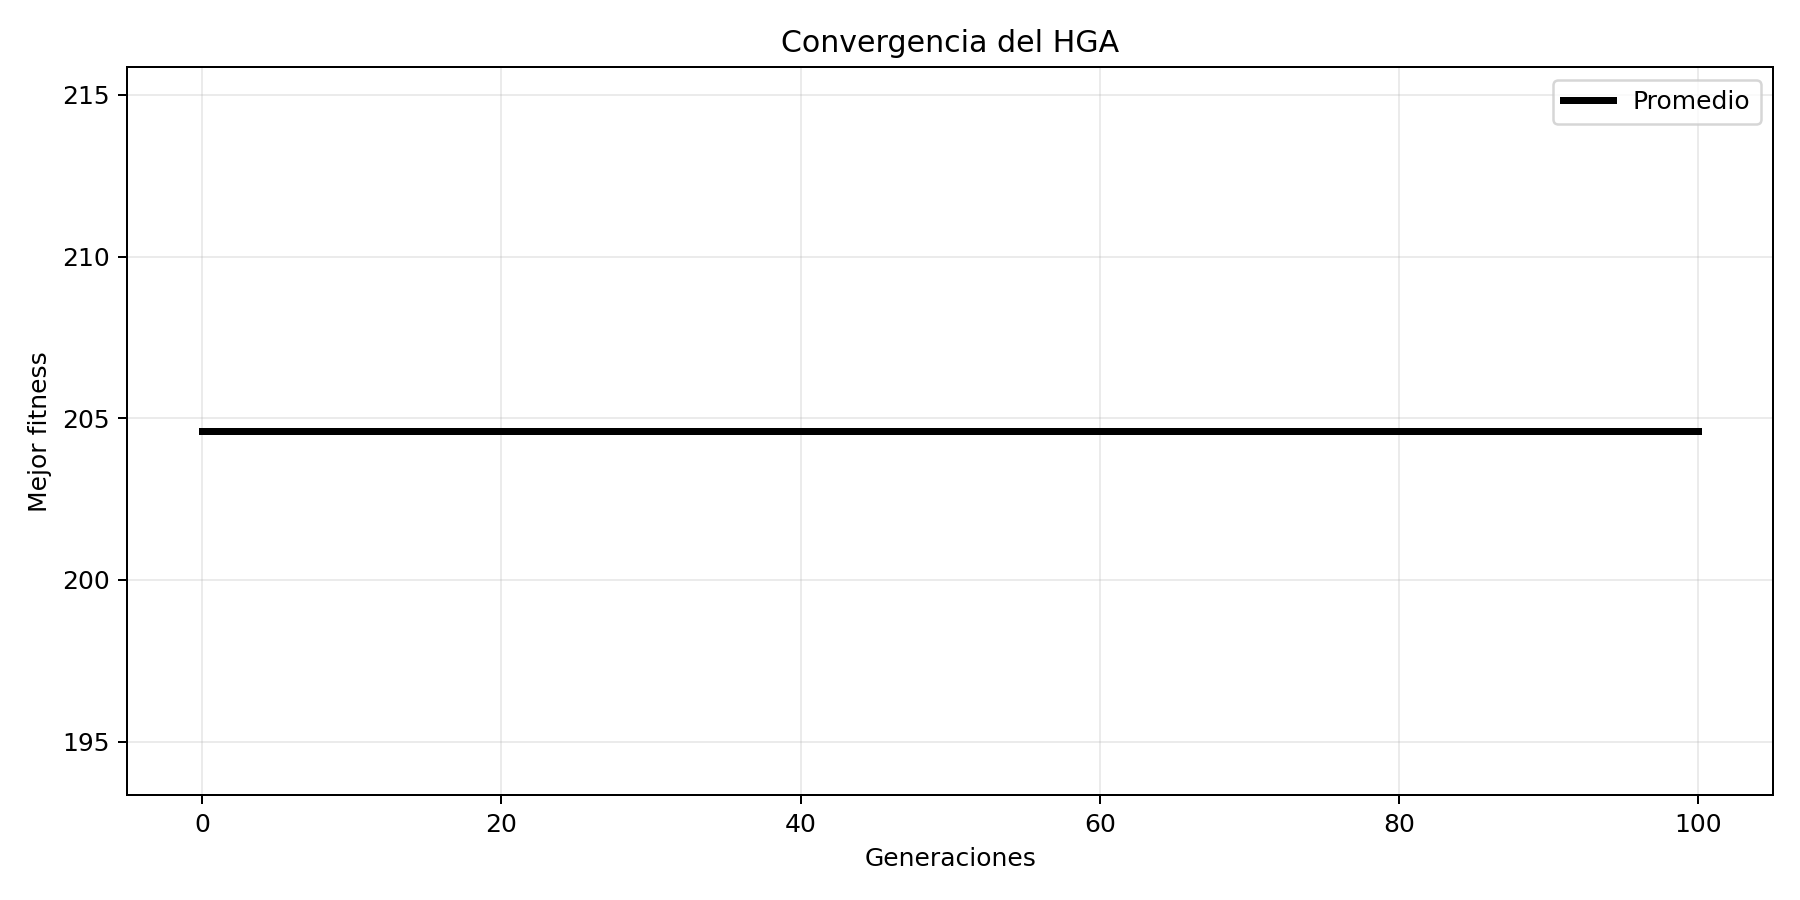 Convergencia del HGA
Promedio
Mejor fitness
215
210
205
200
195
0 20 40 60 80 100
Generaciones